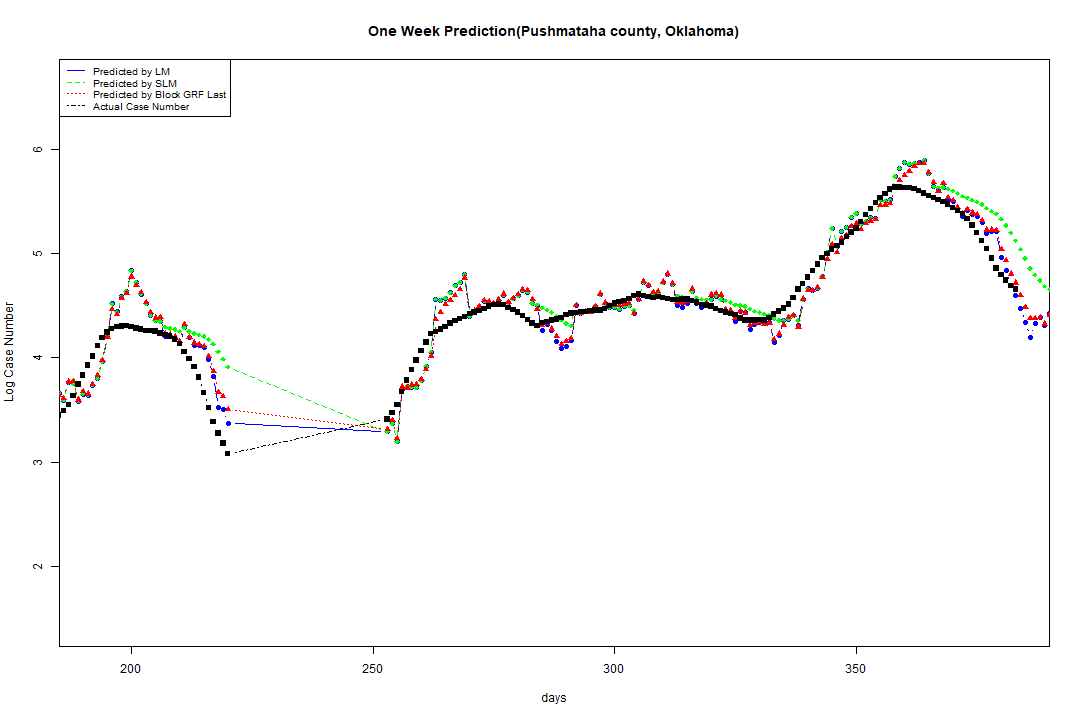 One Week Prediction(Pushmataha county, Oklahoma)
Predicted by LM
Predicted by SLM
Predicted by Block GRF Last
Actual Case Number
6
5
4
3
2
Log Case Number
200
250
300
350
days